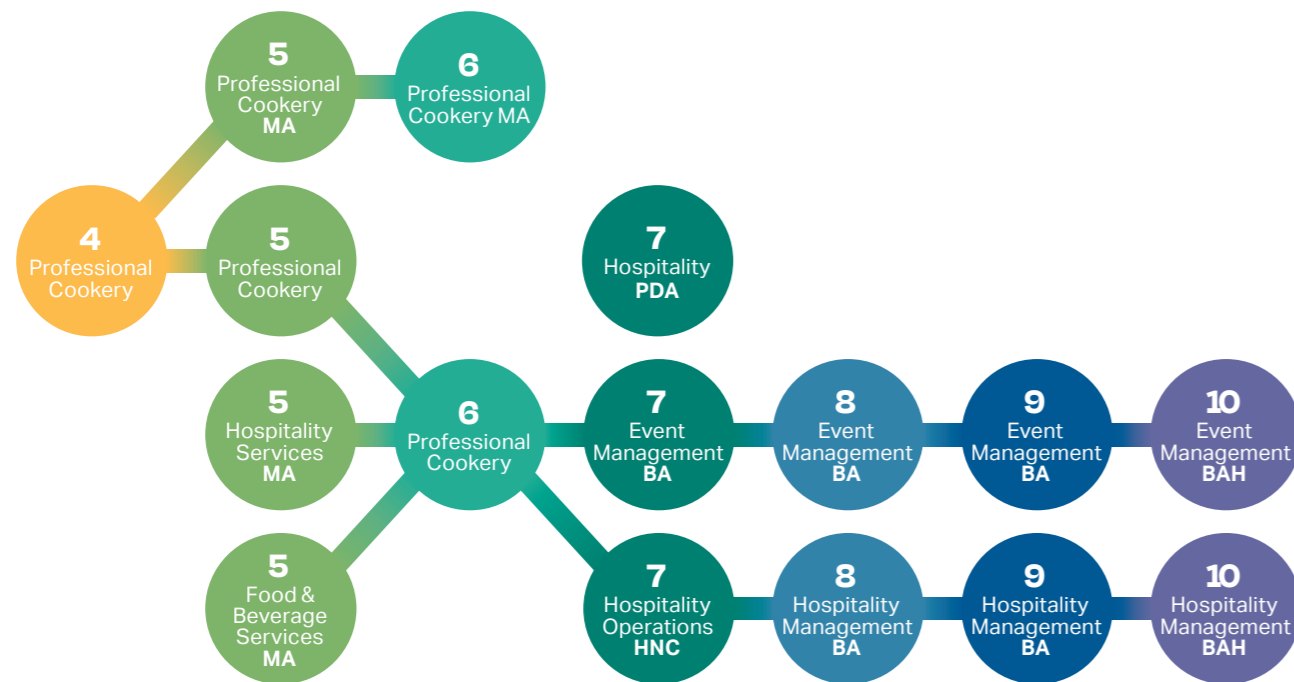 5
Professional
Cookery
MA
6
Professional
Cookery MA
4
Professional
Cookery
5
Professional
Cookery
7
Hospitality
PDA
5
Hospitality
Services
MA
6
Professional
Cookery
7
Event
Management
BA
8
Event
Management
BA
9
Event
Management
BA
10
Event
Management
BAH
5
Food &
Beverage
Services
MA
7
Hospitality
Operations
HNC
8
Hospitality
Management
BA
9
Hospitality
Management
BA
10
Hospitality
Management
BAH